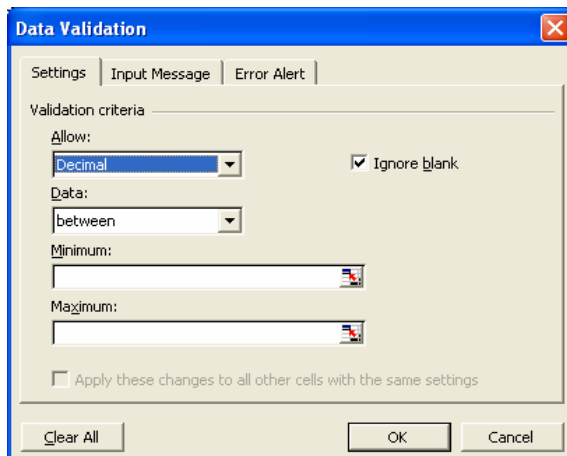 Data Validation
Settings Input Message Error Alert
Validation criteria
Allow:
Decimal
Ignore blank
Data:
between
Minimum:
Maximum:
Apply these changes to all other cells with the same settings
Clear All OK Cancel